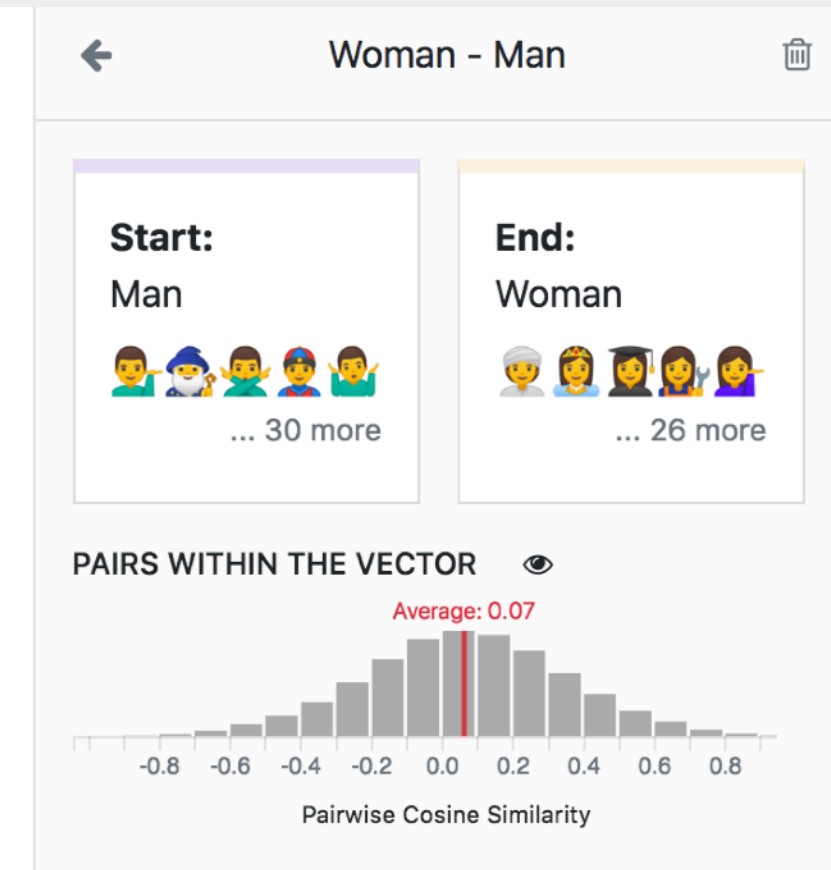 Woman - Man
Start:
Man
... 30 more
End:
Woman
... 26 more
PAIRS WITHIN THE VECTOR
Average: 0.07
-0.8 -0.6 -0.4 -0.2 0.0 0.2 0.4 0.6 0.8
Pairwise Cosine Similarity